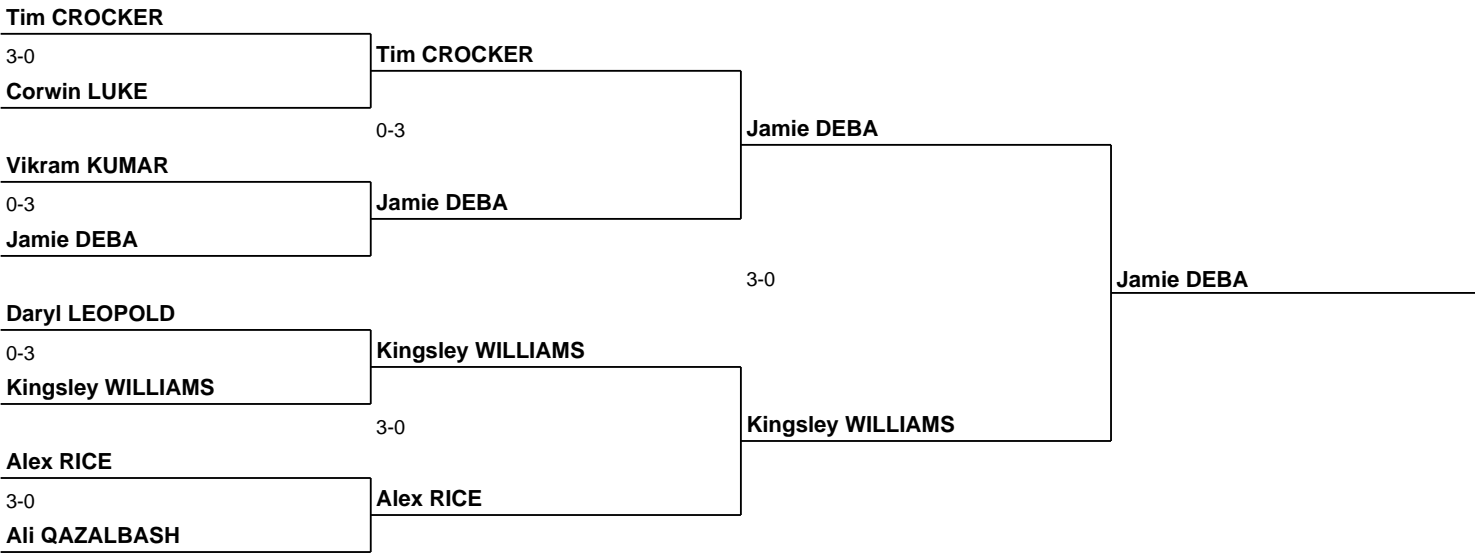 Tim CROCKER
3-0
Tim CROCKER
Corwin LUKE
0-3
Jamie DEBA
Vikram KUMAR
0-3
Jamie DEBA
Jamie DEBA
3-0
Jamie DEBA
Daryl LEOPOLD
0-3
Kingsley WILLIAMS
Kingsley WILLIAMS
3-0
Kingsley WILLIAMS
Alex RICE
3-0
Alex RICE
Ali QAZALBASH